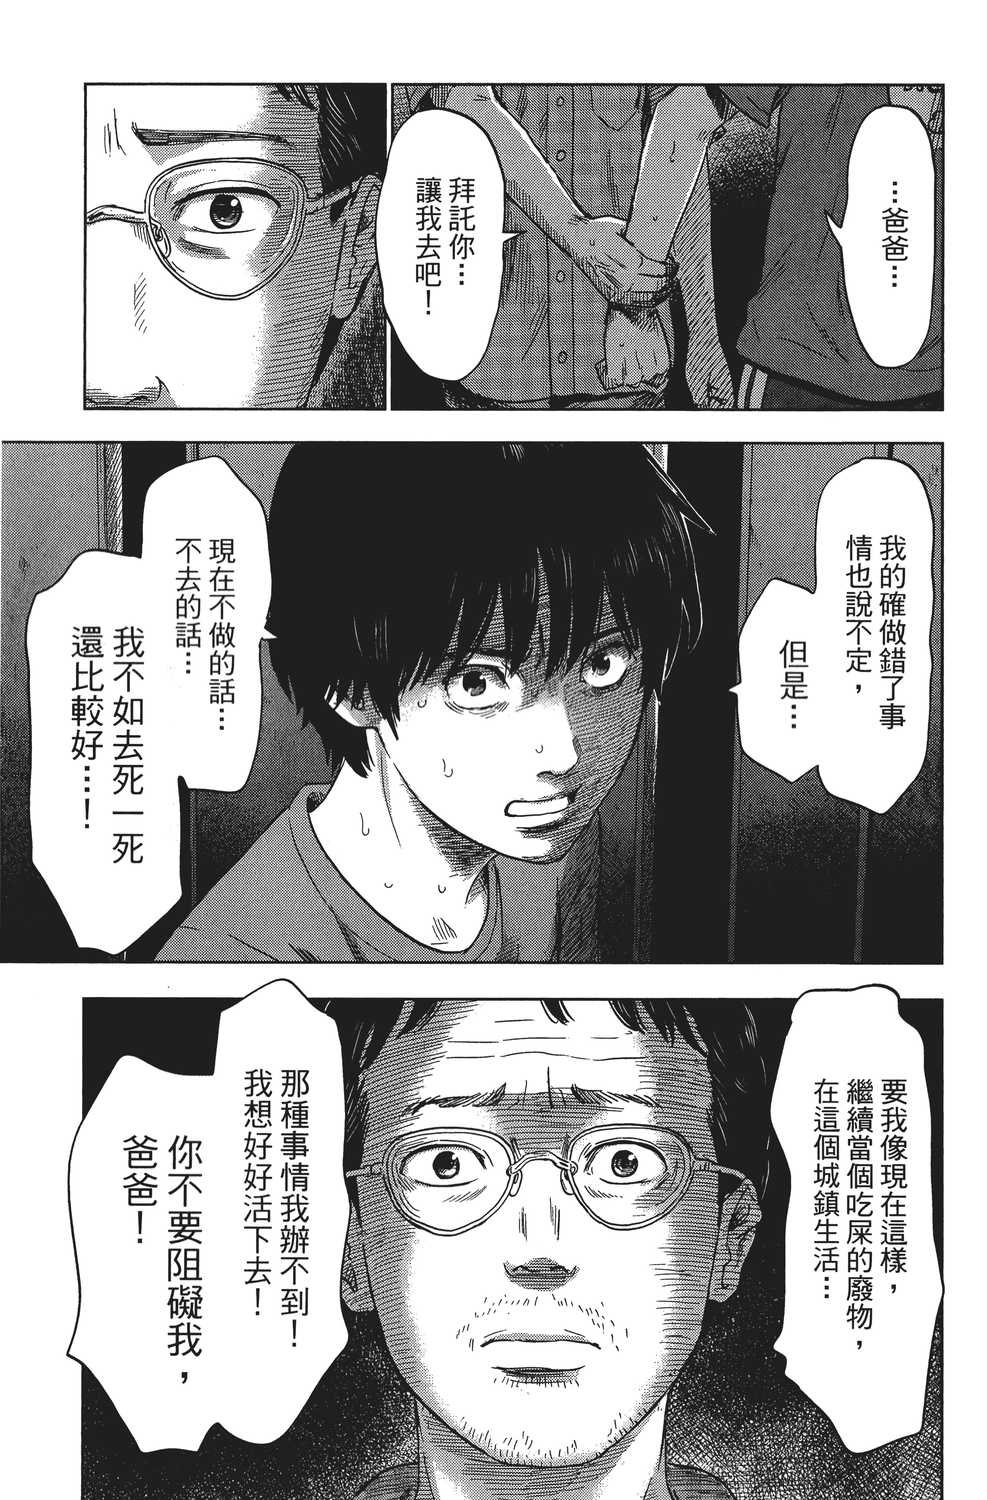 …爸爸…
拜託你…
讓我去吧！
我的確做錯了事
情也說不定，
但是…
現在不做的話…
不去的話…
我不如去死一死
還比較好…！
要我像現在這樣，
繼續當個吃屎的廢物，
在這個城鎮生活…
那種事情我辦不到！
我想好好活下去！
你不要阻礙我，
爸爸！